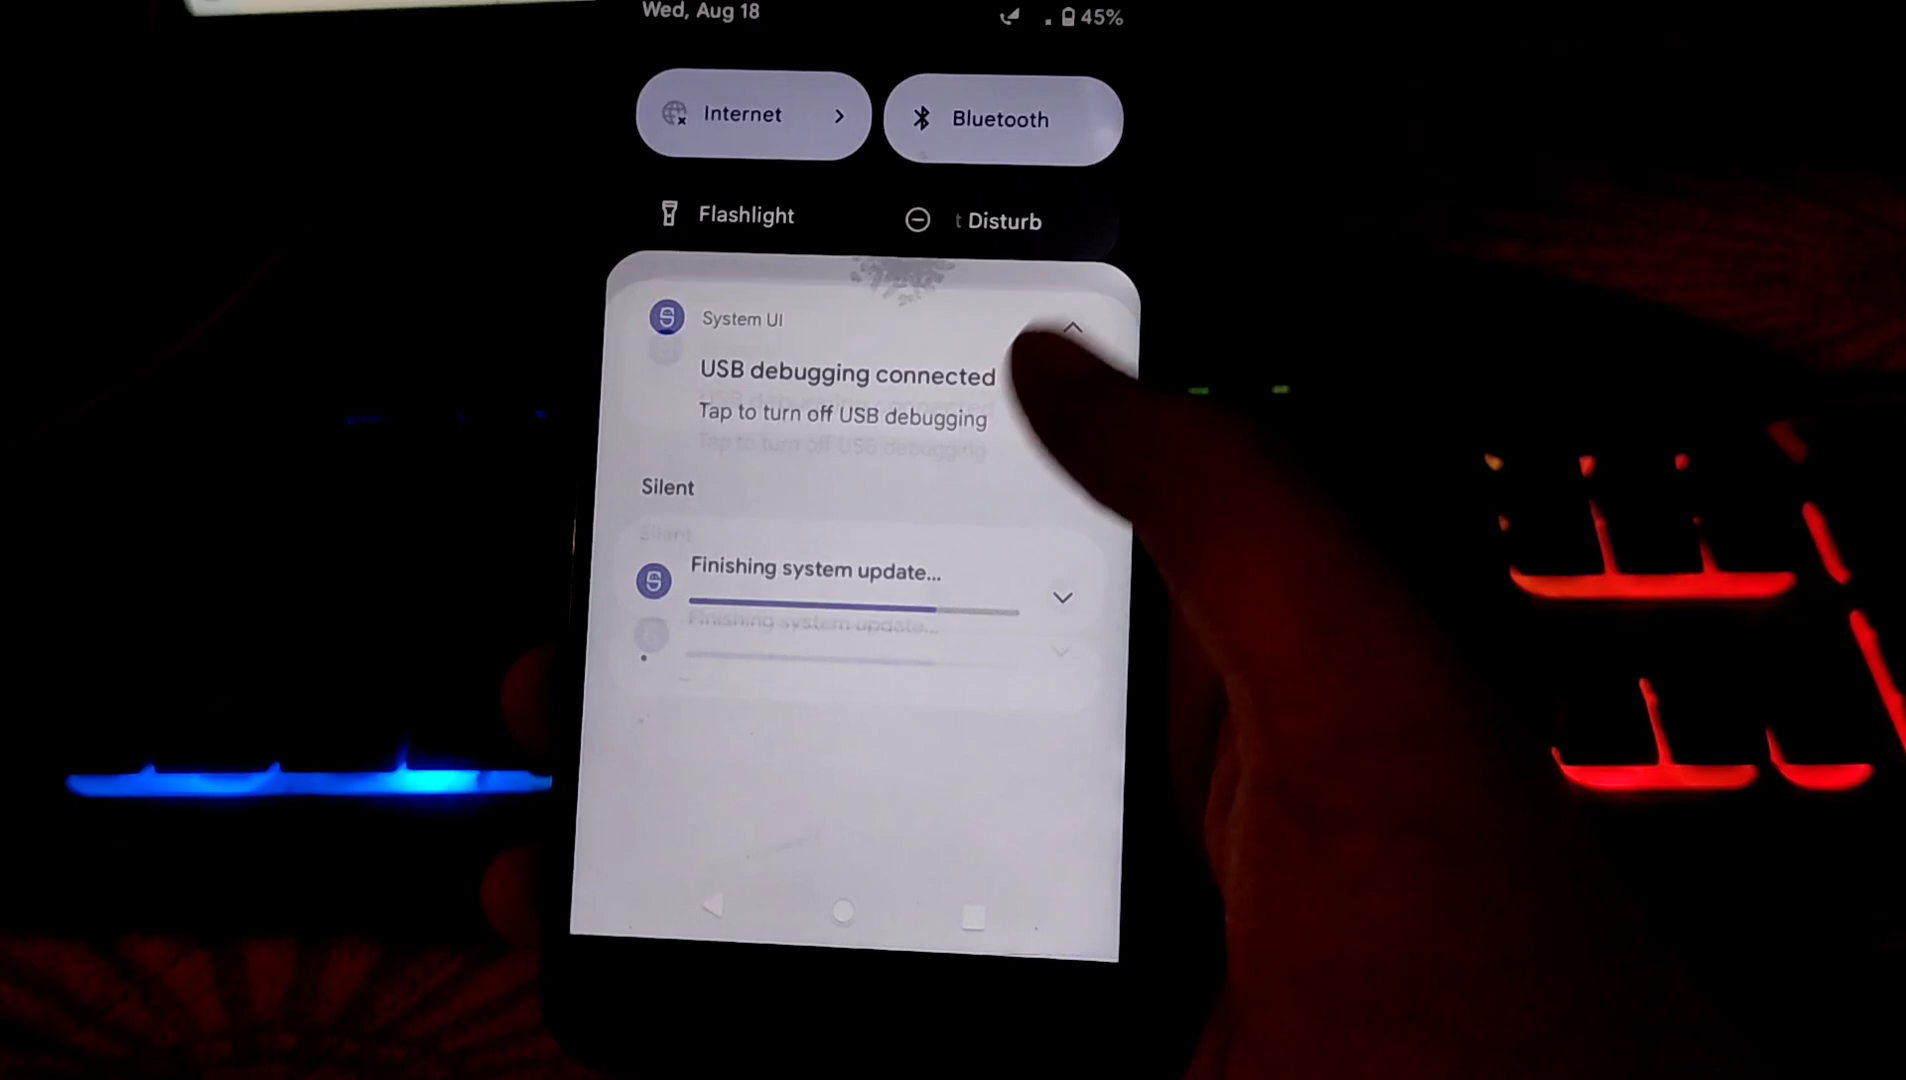 Wed, Aug 18
45%
Internet
Bluetooth
Flashlight
t Disturb
System UI
USB debugging connected
Tap to turn off USB debugging
Silent
Finishing system update...